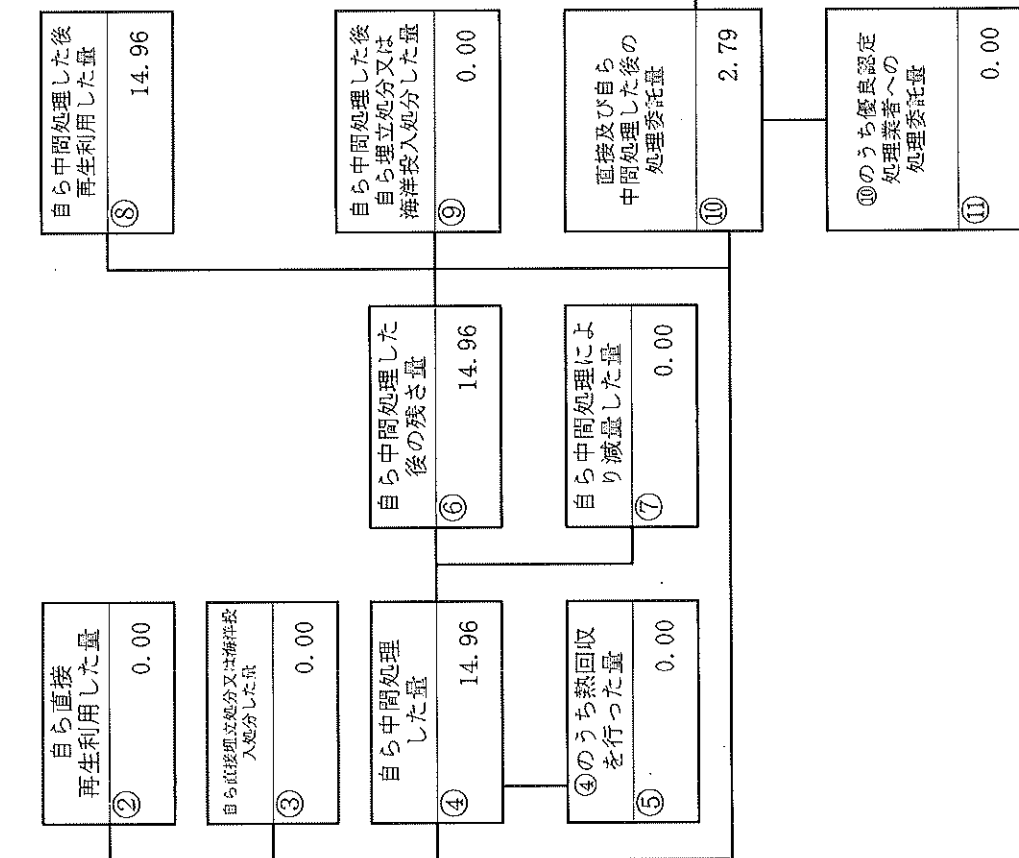 自ら直接
再生利用した量
②
0.00
自ら直接埋立処分又は海洋投
入処分した量
③
0.00
自ら中間処理
した量
④
14.96
④のうち熱回収
を行った量
⑤
0.00
自ら中間処理した
後の残さ量
⑥
14.96
自ら中間処理によ
り減量した量
⑦
0.00
自ら中間処理した後
再生利用した量
⑧
14.96
自ら中間処理した後
自ら埋立処分又は
海洋投入処分した量
⑨
0.00
直接及び自ら
中間処理した後の
処理委託量
⑩
2.79
⑩のうち優良認定
処理業者への
処理委託量
⑪
0.00